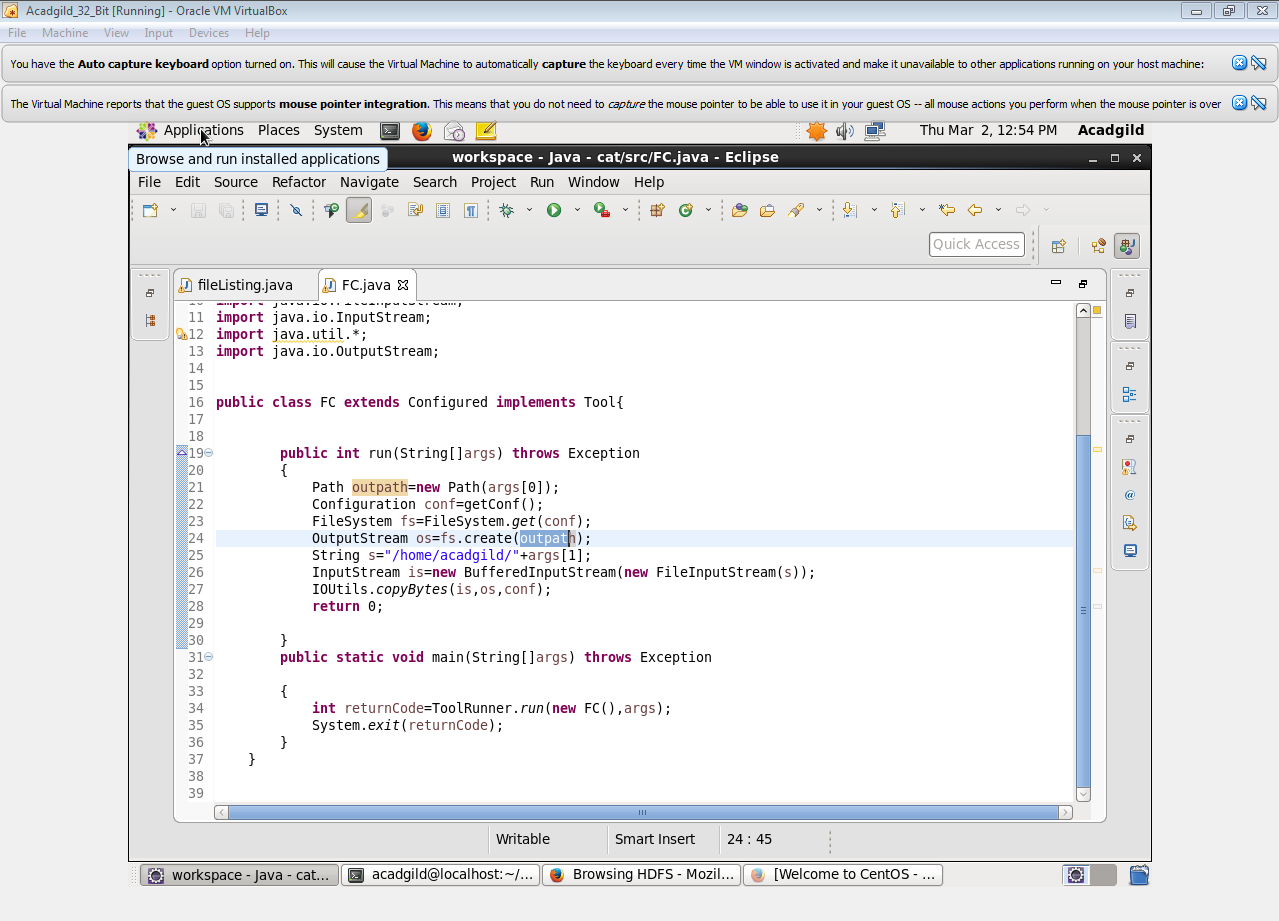 Acadgild_32_Bit [Running] - Oracle VM VirtualBox
File Machine View Input Devices Help
You have the Auto capture keyboard option turned on. This will cause the Virtual Machine to automatically capture the keyboard every time the VM window is activated and make it unavailable to other applications running on your host machine:
The Virtual Machine reports that the guest OS supports mouse pointer integration. This means that you do not need to capture the mouse pointer to be able to use it in your guest OS -- all mouse actions you perform when the mouse pointer is over
Applications Places System Thu Mar 2, 12:54 PM Acadgild
Browse and run installed applications
workspace - Java - cat/src/FC.java - Eclipse
File Edit Source Refactor Navigate Search Project Run Window Help
Quick Access
fileListing.java FC.java
10 import java.io.FileInputStream;
11 import java.io.InputStream;
12 import java.util.*;
13 import java.io.OutputStream;
14
15
16 public class FC extends Configured implements Tool{
17
18
19 public int run(String[]args) throws Exception
20 {
21 Path outpath=new Path(args[0]);
22 Configuration conf=getConf();
23 FileSystem fs=FileSystem.get(conf);
24 OutputStream os=fs.create(outpath);
25 String s="/home/acadgild/"+args[1];
26 InputStream is=new BufferedInputStream(new FileInputStream(s));
27 IOUtils.copyBytes(is,os,conf);
28 return 0;
29
30 }
31 public static void main(String[]args) throws Exception
32
33 {
34 int returnCode=ToolRunner.run(new FC(),args);
35 System.exit(returnCode);
36 }
37 }
38
39
Writable Smart Insert 24 : 45
workspace - Java - cat... acadgild@localhost:~/... Browsing HDFS - Mozil... [Welcome to CentOS - ...